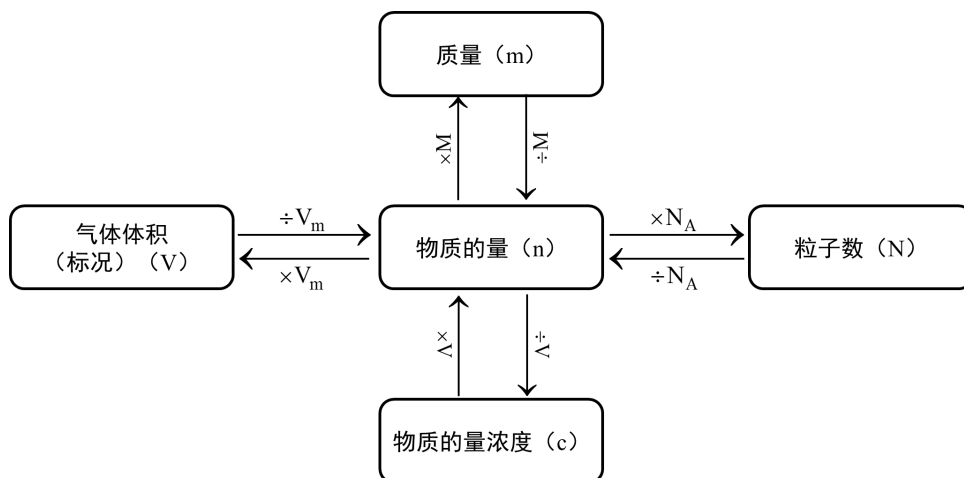 质量（m）
×M
÷M
气体体积
（标况）（V）
÷Vm
×Vm
物质的量（n）
×NA
÷NA
粒子数（N）
×V
÷V
物质的量浓度（c）